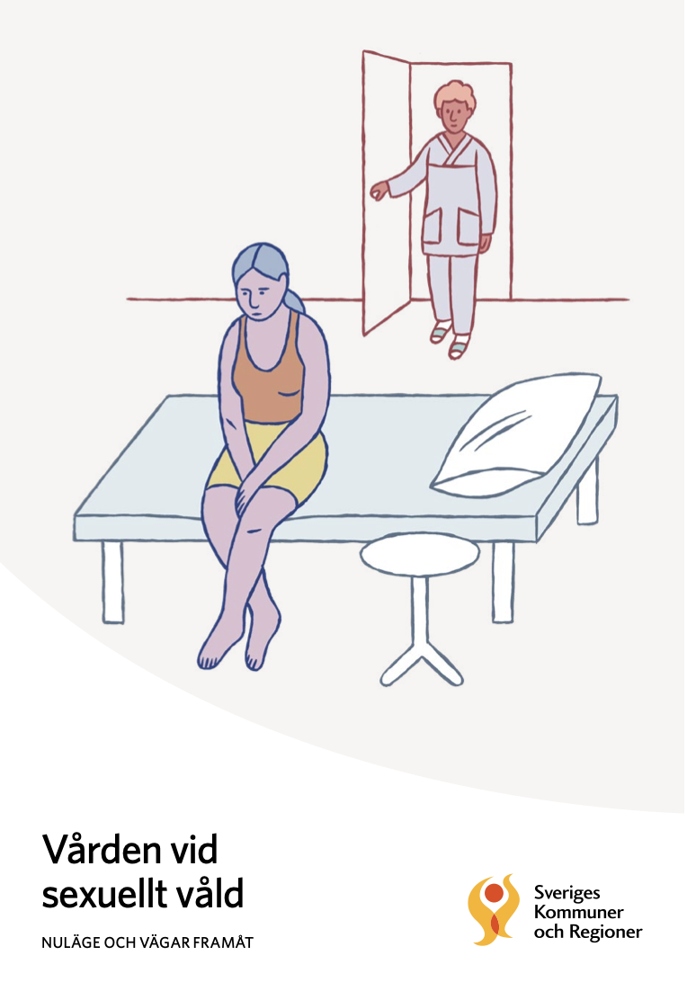 Vården vid
sexuellt våld
NULÄGE OCH VÄGAR FRAMÅT
Sveriges
Kommuner
och Regioner